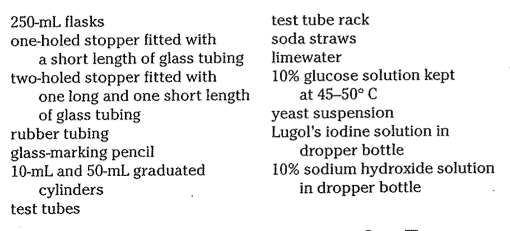 250-mL flasks
one-holed stopper fitted with
a short length of glass tubing
two-holed stopper fitted with
one long and one short length
of glass tubing
rubber tubing
glass-marking pencil
10-mL and 50-mL graduated
cylinders
test tubes
test tube rack
soda straws
limewater
10% glucose solution kept
at 45–50° C
yeast suspension
Lugol's iodine solution in
dropper bottle
10% sodium hydroxide solution
in dropper bottle